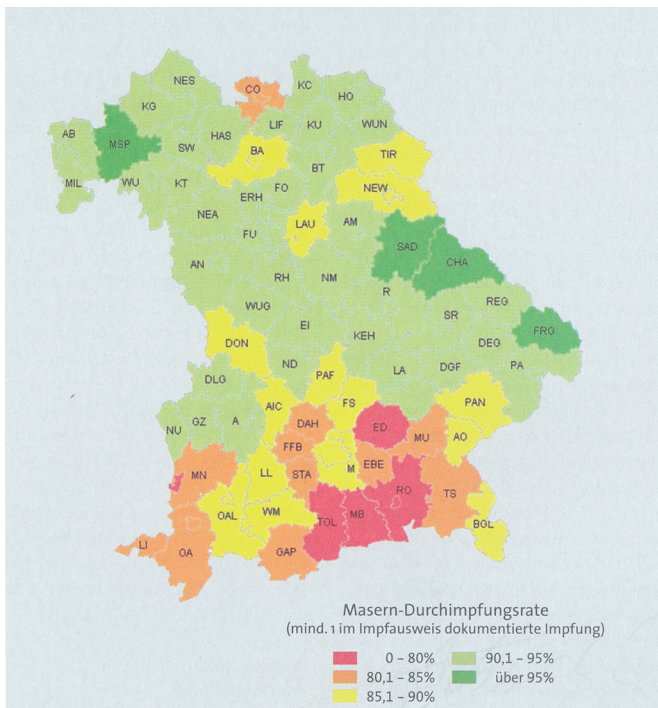 NES
CO
KC
HO
KG
LIF
KU
WUN
AB
MSP
HAS
SW
BA
TIR
BT
MIL
WU
KT
NEW
FO
ERH
NEA
LAU
AM
FU
SAD
CHA
AN
RH
NM
R
WUG
REG
SR
EI
KEH
FRG
DON
DEG
ND
PAF
LA
DGF
PA
DLG
AIC
FS
PAN
GZ
A
DAH
ED
NU
MU
AO
FFB
MN
LL
STA
M
EBE
RO
TS
OAL
WM
TOL
MB
BGL
LI
OA
GAP
Masern-Durchimpfungsrate
(mind. 1 im Impfausweis dokumentierte Impfung)
0 – 80% 90,1 – 95%
80,1 – 85% über 95%
85,1 – 90%